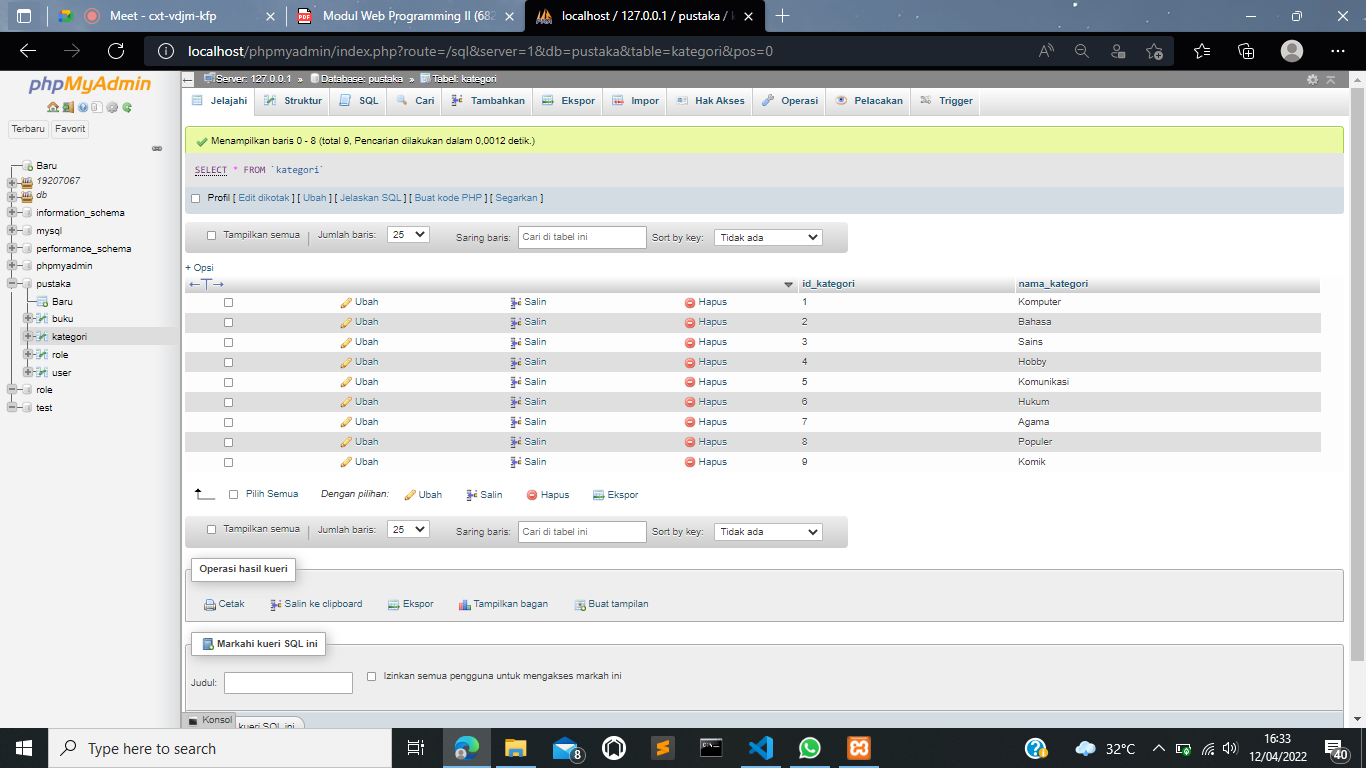 Meet - cxt-vdjm-kfp
Modul Web Programming II (682
localhost / 127.0.0.1 / pustaka / k
localhost/phpmyadmin/index.php?route=/sql&server=1&db=pustaka&table=kategori&pos=0
phpMyAdmin
Terbaru
Favorit
Baru
19207067
db
information_schema
mysql
performance_schema
phpmyadmin
pustaka
Baru
buku
kategori
role
user
role
test
Server: 127.0.0.1 » Database: pustaka » Tabel: kategori
Jelajahi Struktur SQL Cari Tambahkan Ekspor Impor Hak Akses Operasi Pelacakan Trigger
Menampilkan baris 0 - 8 (total 9, Pencarian dilakukan dalam 0,0012 detik.)
SELECT * FROM `kategori`
Profil [ Edit dikotak ] [ Ubah ] [ Jelaskan SQL ] [ Buat kode PHP ] [ Segarkan ]
Tampilkan semua | Jumlah baris: 25 Saring baris: Cari di tabel ini Sort by key: Tidak ada
+ Opsi
←T→ id_kategori nama_kategori
Ubah Salin Hapus 1 Komputer
Ubah Salin Hapus 2 Bahasa
Ubah Salin Hapus 3 Sains
Ubah Salin Hapus 4 Hobby
Ubah Salin Hapus 5 Komunikasi
Ubah Salin Hapus 6 Hukum
Ubah Salin Hapus 7 Agama
Ubah Salin Hapus 8 Populer
Ubah Salin Hapus 9 Komik
Pilih Semua Dengan pilihan: Ubah Salin Hapus Ekspor
Tampilkan semua | Jumlah baris: 25 Saring baris: Cari di tabel ini Sort by key: Tidak ada
Operasi hasil kueri
Cetak Salin ke clipboard Ekspor Tampilkan bagan Buat tampilan
Markahi kueri SQL ini
Judul: Izinkan semua pengguna untuk mengakses markah ini
Konsol kueri SQL ini
Type here to search
8
32°C
16:33
12/04/2022
40